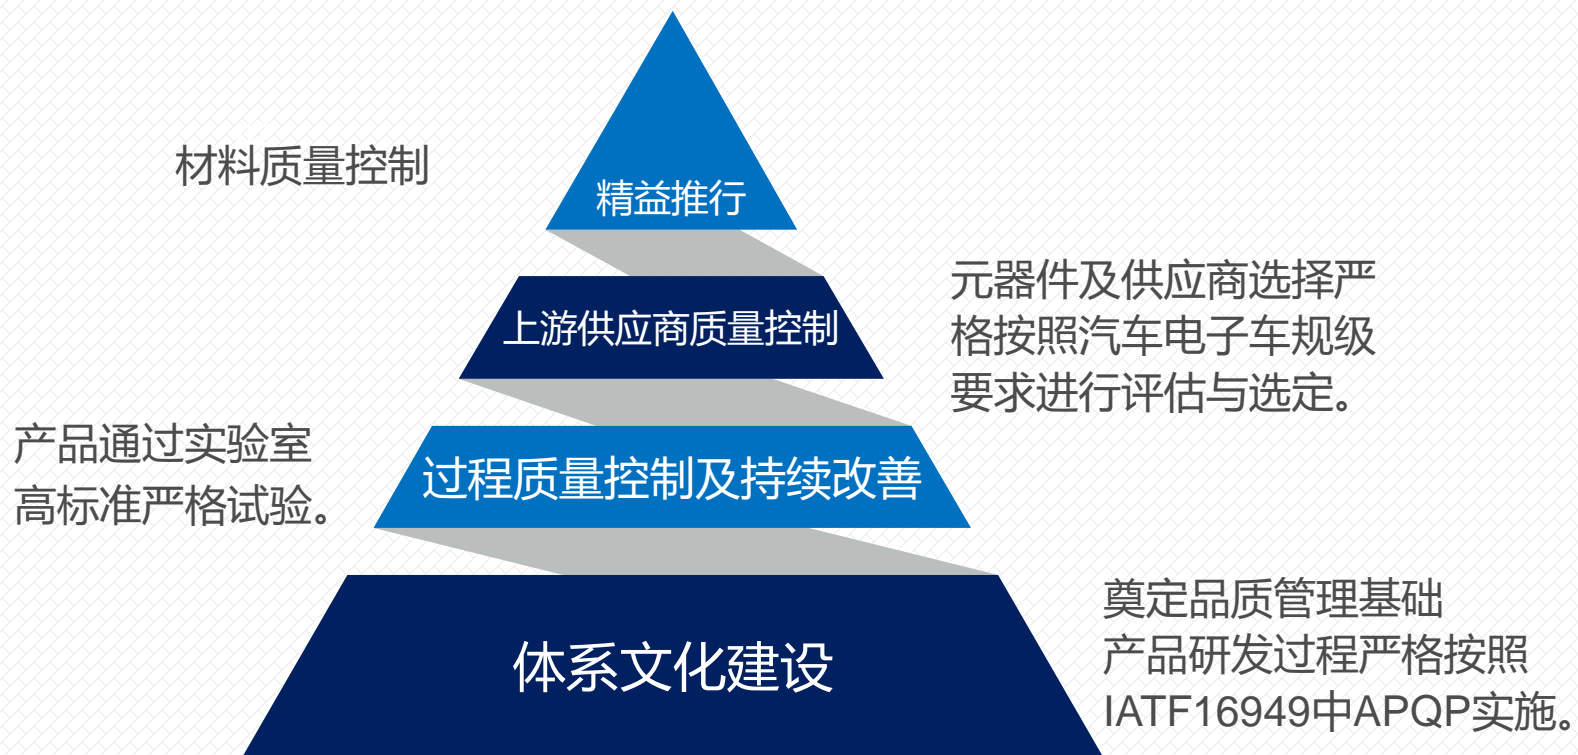 材料质量控制
精益推行
上游供应商质量控制
元器件及供应商选择严
格按照汽车电子车规级
要求进行评估与选定。
产品通过实验室
高标准严格试验。
过程质量控制及持续改善
体系文化建设
奠定品质管理基础
产品研发过程严格按照
IATF16949中APQP实施。